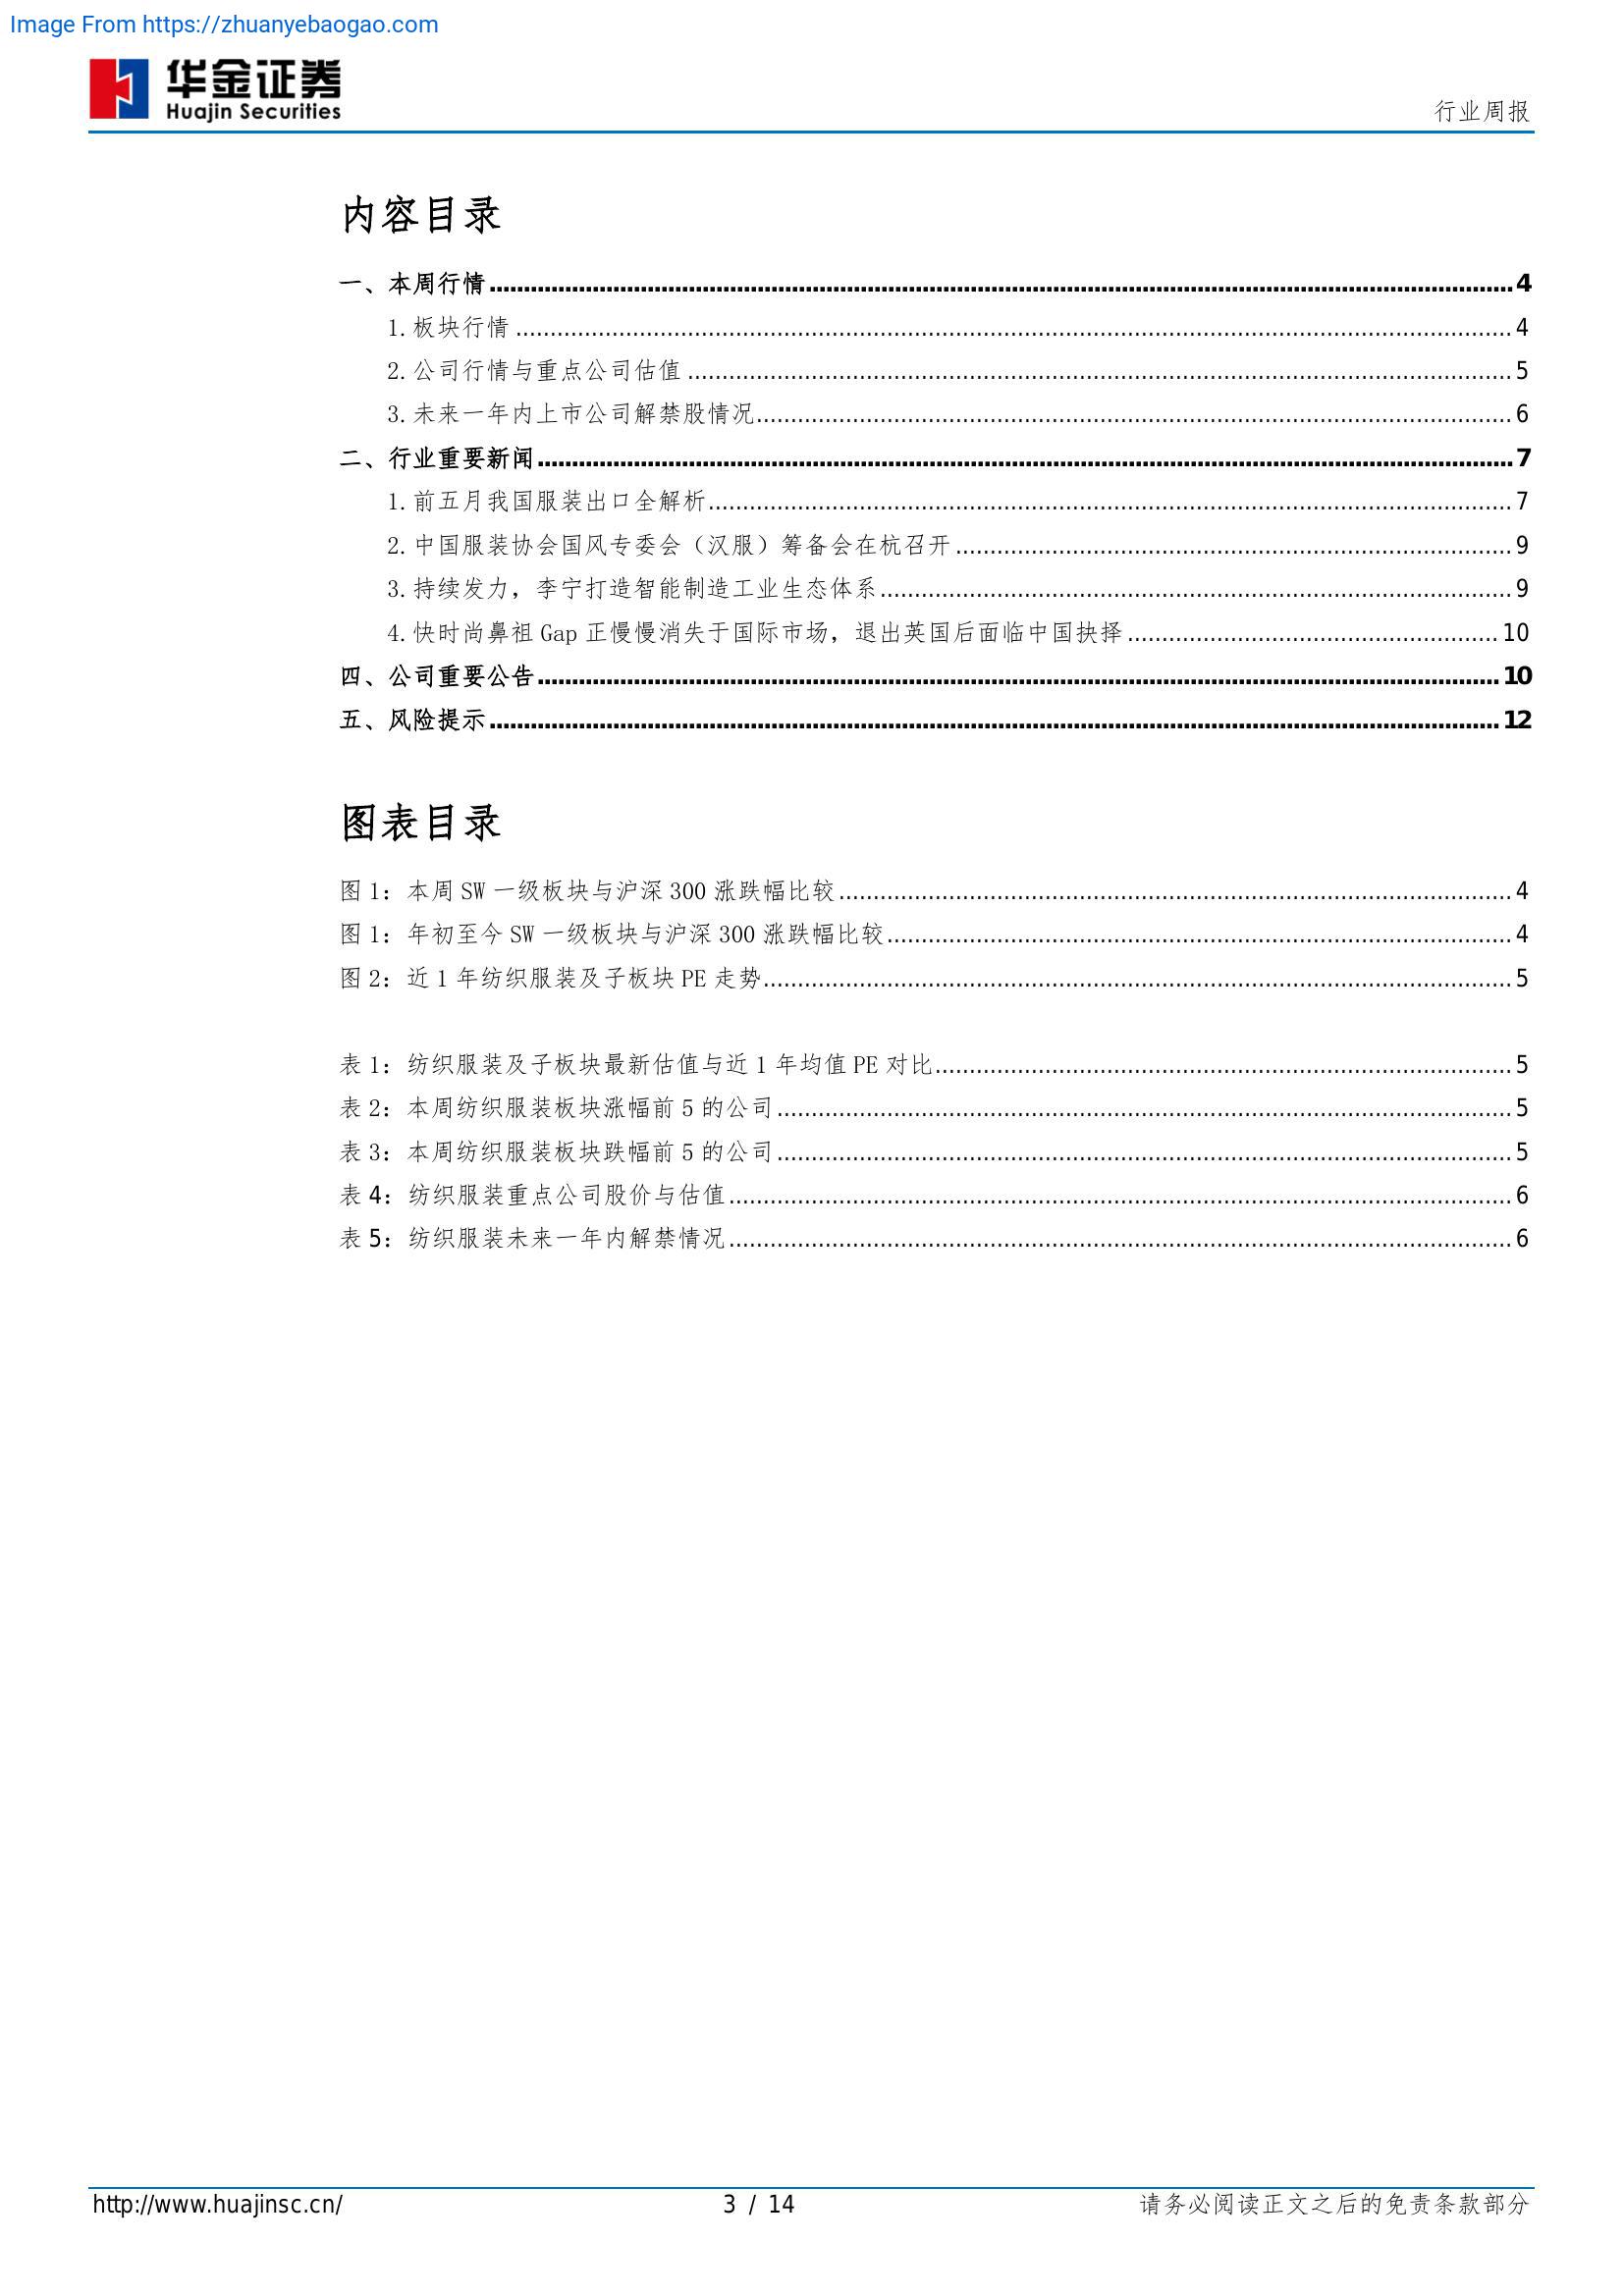 Image From https://zhuanyebaogao.com
华金证券
Huajin Securities
行业周报
内容目录
一、本周行情 4
1.板块行情 4
2.公司行情与重点公司估值 5
3.未来一年内上市公司解禁股情况 6
二、行业重要新闻 7
1.前五月我国服装出口全解析 7
2.中国服装协会国风专委会（汉服）筹备会在杭召开 9
3.持续发力，李宁打造智能制造工业生态体系 9
4.快时尚鼻祖 Gap 正慢慢消失于国际市场，退出英国后面临中国抉择 10
四、公司重要公告 10
五、风险提示 12
图表目录
图 1：本周 SW 一级板块与沪深 300 涨跌幅比较 4
图 1：年初至今 SW 一级板块与沪深 300 涨跌幅比较 4
图 2：近 1 年纺织服装及子板块 PE 走势 5
表 1：纺织服装及子板块最新估值与近 1 年均值 PE 对比 5
表 2：本周纺织服装板块涨幅前 5 的公司 5
表 3：本周纺织服装板块跌幅前 5 的公司 5
表 4：纺织服装重点公司股价与估值 6
表 5：纺织服装未来一年内解禁情况 6
http://www.huajinsc.cn/
3 / 14
请务必阅读正文之后的免责条款部分